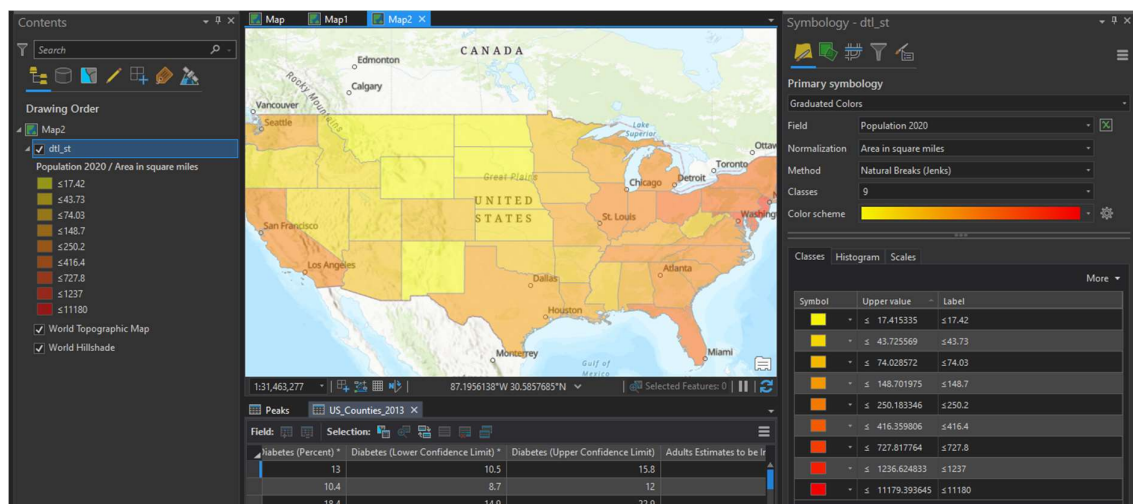 Contents
Search
Drawing Order
Map2
dtl_st
Population 2020 / Area in square miles
≤17.42
≤43.73
≤74.03
≤148.7
≤250.2
≤416.4
≤727.8
≤1237
≤11180
World Topographic Map
World Hillshade
Map Map1 Map2
CANADA
Edmonton
Calgary
Rocky Mountains
Vancouver
Seattle
Lake Superior
Ottaw
Toronto
Great Plains
Chicago Detroit
UNITED
STATES
St. Louis
Washing
San Francisco
Los Angeles
Atlanta
Dallas
Houston
Monterrey
Gulf of
Mexico
Miami
1:31,463,277 87.1956138°W 30.5857685°N Selected Features: 0
Peaks US_Counties_2013
Field: Selection:
Diabetes (Percent) * Diabetes (Lower Confidence Limit) * Diabetes (Upper Confidence Limit) Adults Estimates to be
13 10.5 15.8
10.4 8.7 12
18.4 14.9 22.9
Symbology - dtl_st
Primary symbology
Graduated Colors
Field Population 2020
Normalization Area in square miles
Method Natural Breaks (Jenks)
Classes 9
Color scheme
Classes Histogram Scales
More
Symbol Upper value Label
≤ 17.415335 ≤17.42
≤ 43.725569 ≤43.73
≤ 74.028572 ≤74.03
≤ 148.701975 ≤148.7
≤ 250.183346 ≤250.2
≤ 416.359806 ≤416.4
≤ 727.817764 ≤727.8
≤ 1236.624833 ≤1237
≤ 11179.393645 ≤11180